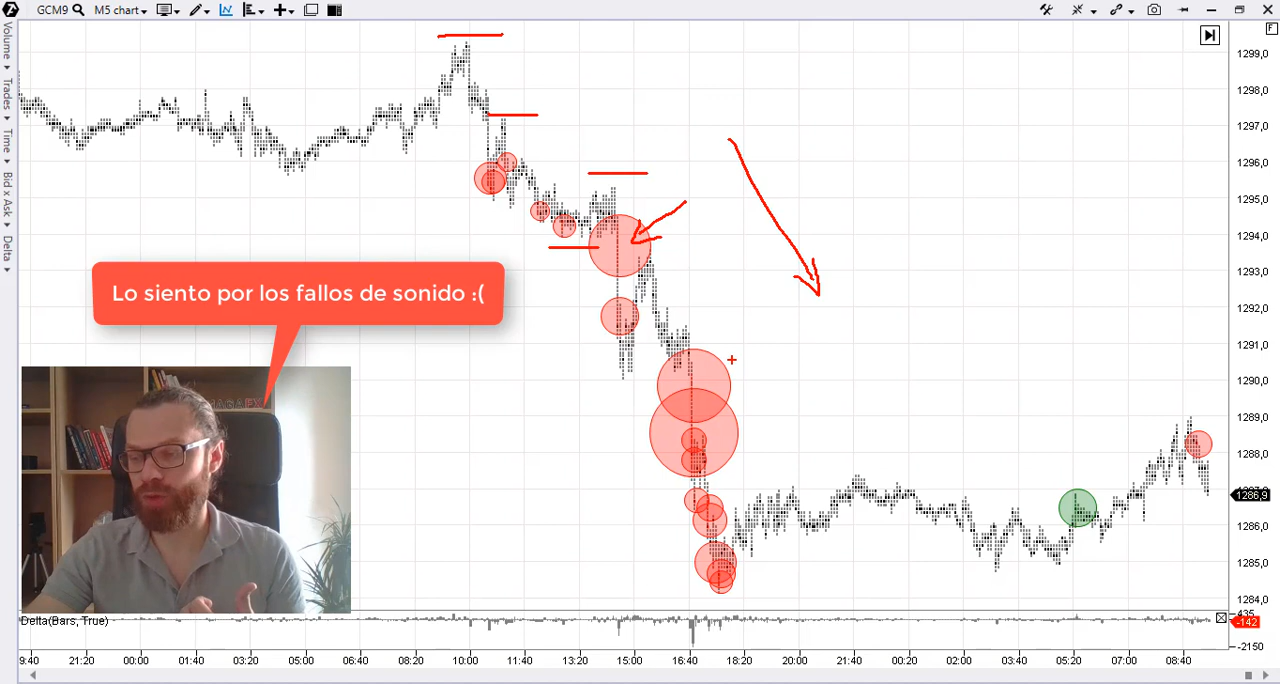 GCM9 M5 chart
F
Volume
Trades
Time
Bid x Ask
Delta
1299,0
1298,0
1297,0
1296,0
1295,0
1294,0
1293,0
1292,0
1291,0
1290,0
1289,0
1288,0
1286,9
1286,0
1285,0
1284,0
Lo siento por los fallos de sonido :(
Delta(Bars, True)
435
-142
-2150
9:40 21:20 00:00 01:40 03:20 05:00 06:40 08:20 10:00 11:40 13:20 15:00 16:40 18:20 20:00 21:40 00:20 02:00 03:40 05:20 07:00 08:40